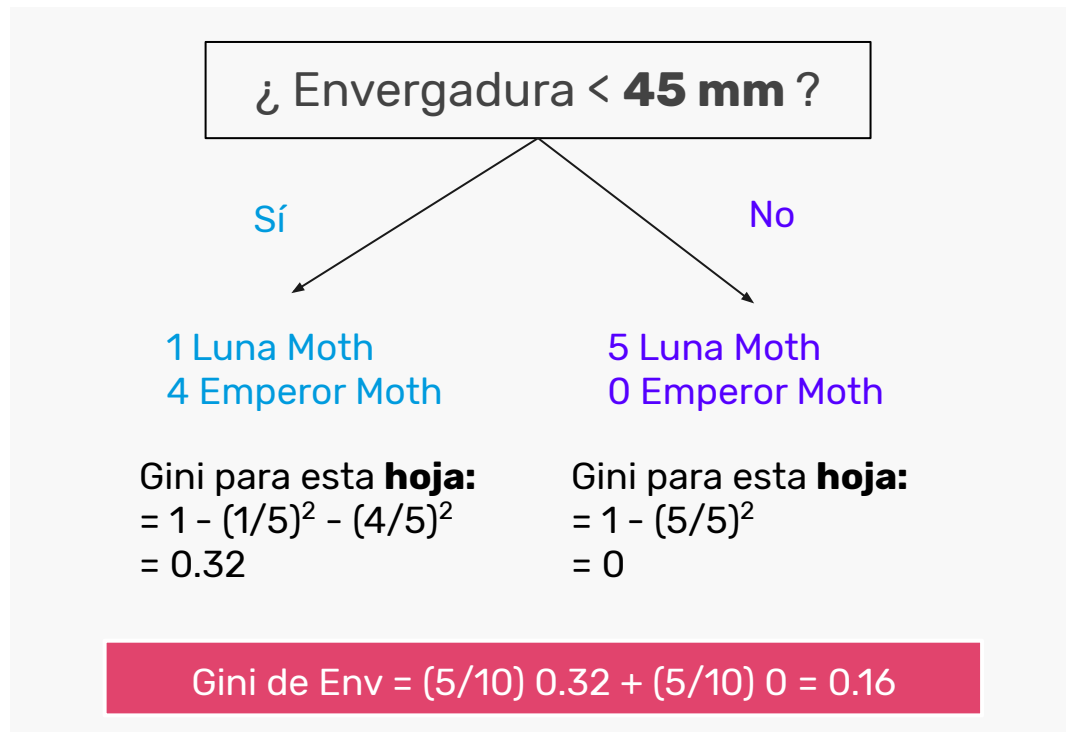 ¿ Envergadura < 45 mm ?
Sí
No
1 Luna Moth
4 Emperor Moth
5 Luna Moth
0 Emperor Moth
Gini para esta hoja:
= 1 - (1/5)² - (4/5)²
= 0.32
Gini para esta hoja:
= 1 - (5/5)²
= 0
Gini de Env = (5/10) 0.32 + (5/10) 0 = 0.16